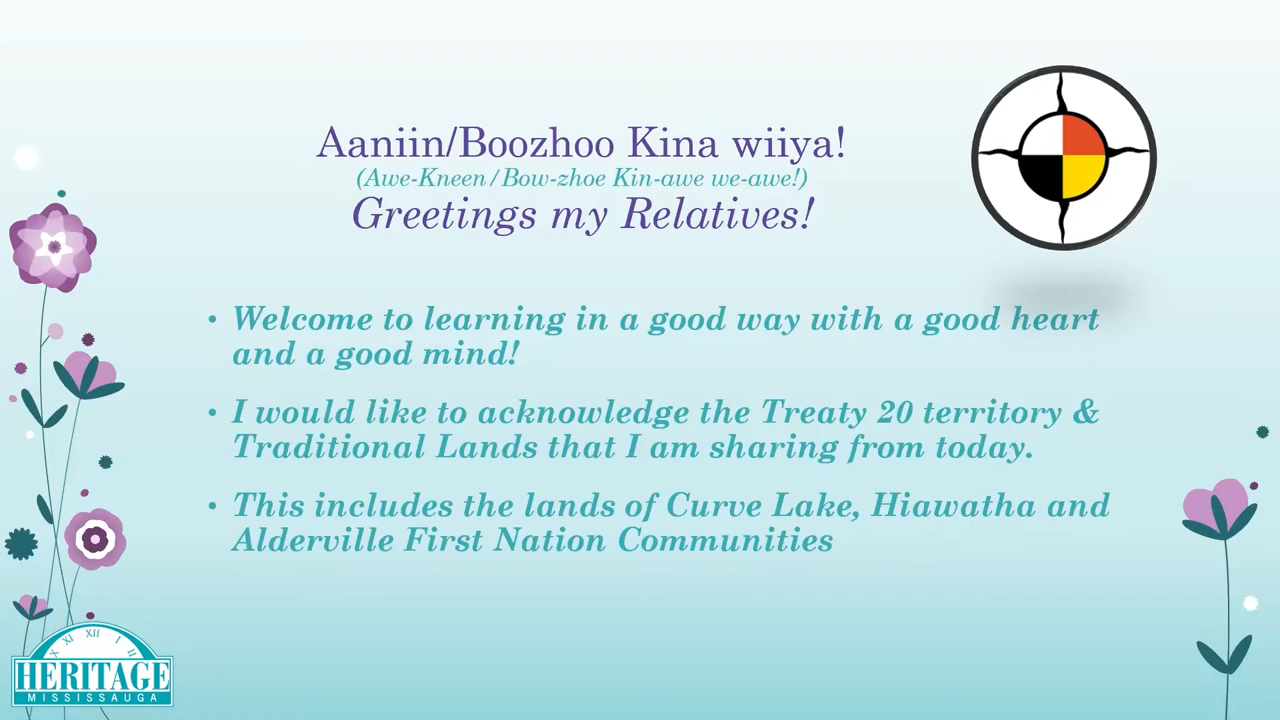 Aaniin/Boozhoo Kina wiiya!
(Awe-Kneen/Bow-zhoe Kin-awe we-awe!)
Greetings my Relatives!
• Welcome to learning in a good way with a good heart
and a good mind!
• I would like to acknowledge the Treaty 20 territory &
Traditional Lands that I am sharing from today.
• This includes the lands of Curve Lake, Hiawatha and
Alderville First Nation Communities
X XI XII I II
HERITAGE
MISSISSAUGA